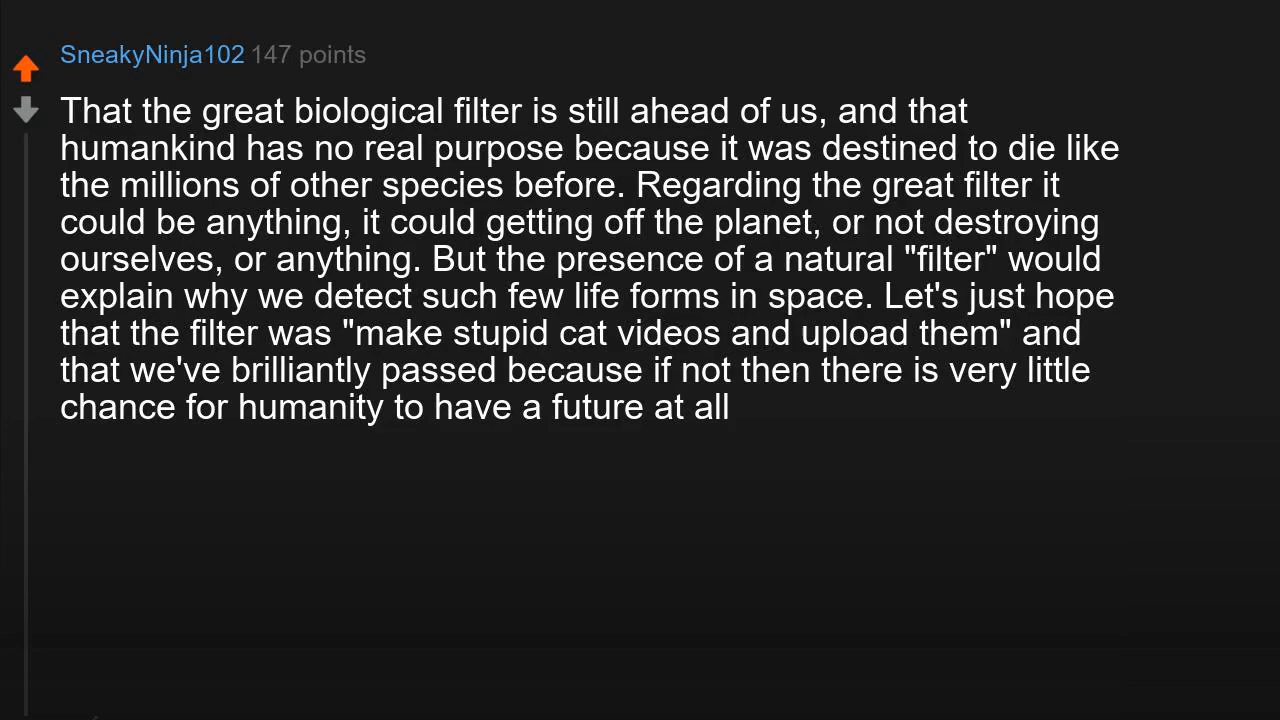 SneakyNinja102 147 points
That the great biological filter is still ahead of us, and that
humankind has no real purpose because it was destined to die like
the millions of other species before. Regarding the great filter it
could be anything, it could getting off the planet, or not destroying
ourselves, or anything. But the presence of a natural "filter" would
explain why we detect such few life forms in space. Let's just hope
that the filter was "make stupid cat videos and upload them" and
that we've brilliantly passed because if not then there is very little
chance for humanity to have a future at all